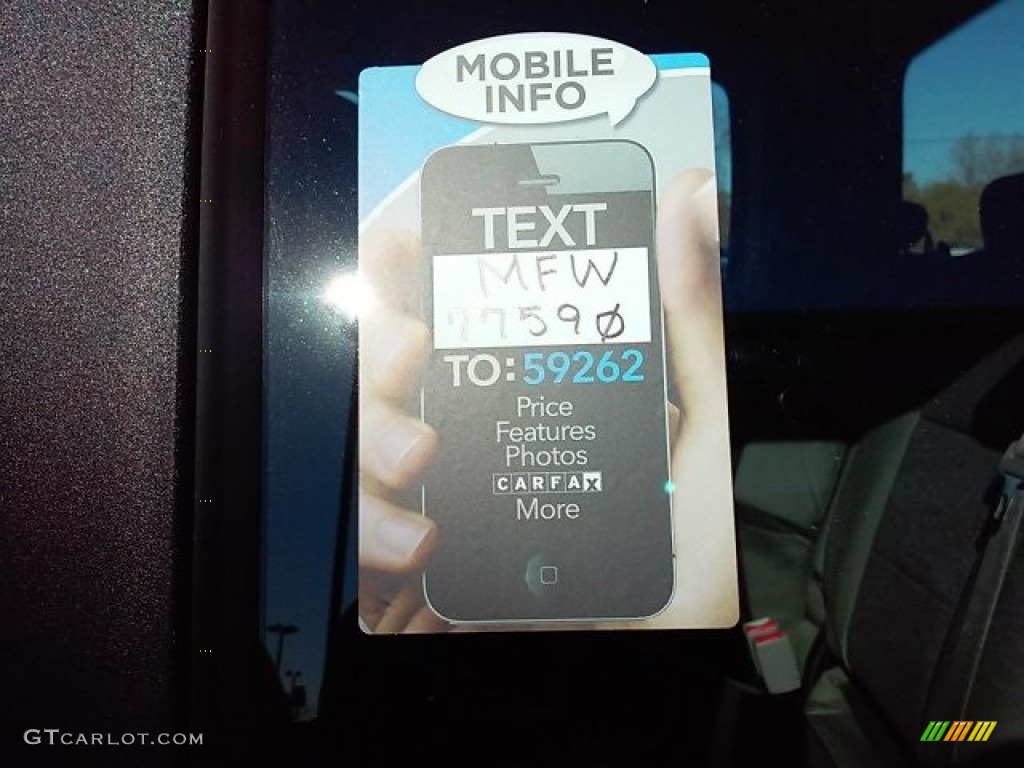 MOBILE
INFO
TEXT
MFW
77590
TO: 59262
Price
Features
Photos
CARFAX
More
GTCARLOT.COM